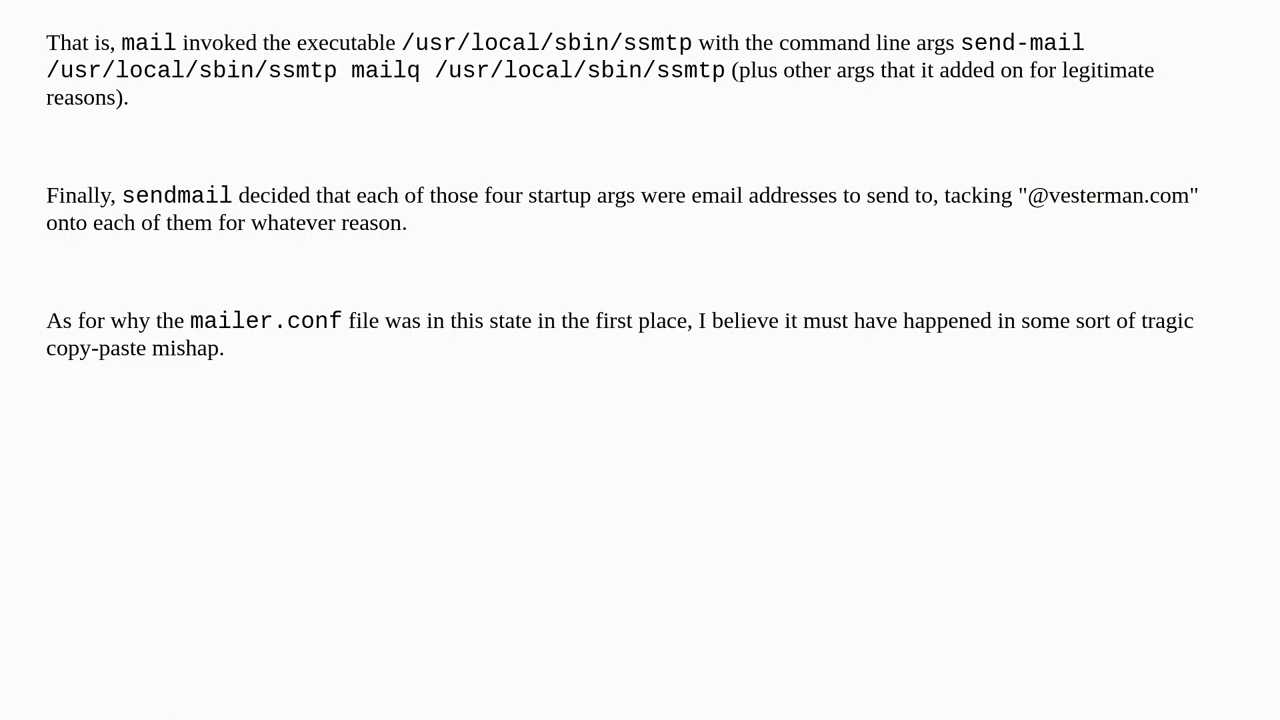 That is, mail invoked the executable /usr/local/sbin/ssmtp with the command line args send-mail
/usr/local/sbin/ssmtp mailq /usr/local/sbin/ssmtp (plus other args that it added on for legitimate
reasons).
Finally, sendmail decided that each of those four startup args were email addresses to send to, tacking "@vesterman.com"
onto each of them for whatever reason.
As for why the mailer.conf file was in this state in the first place, I believe it must have happened in some sort of tragic
copy-paste mishap.